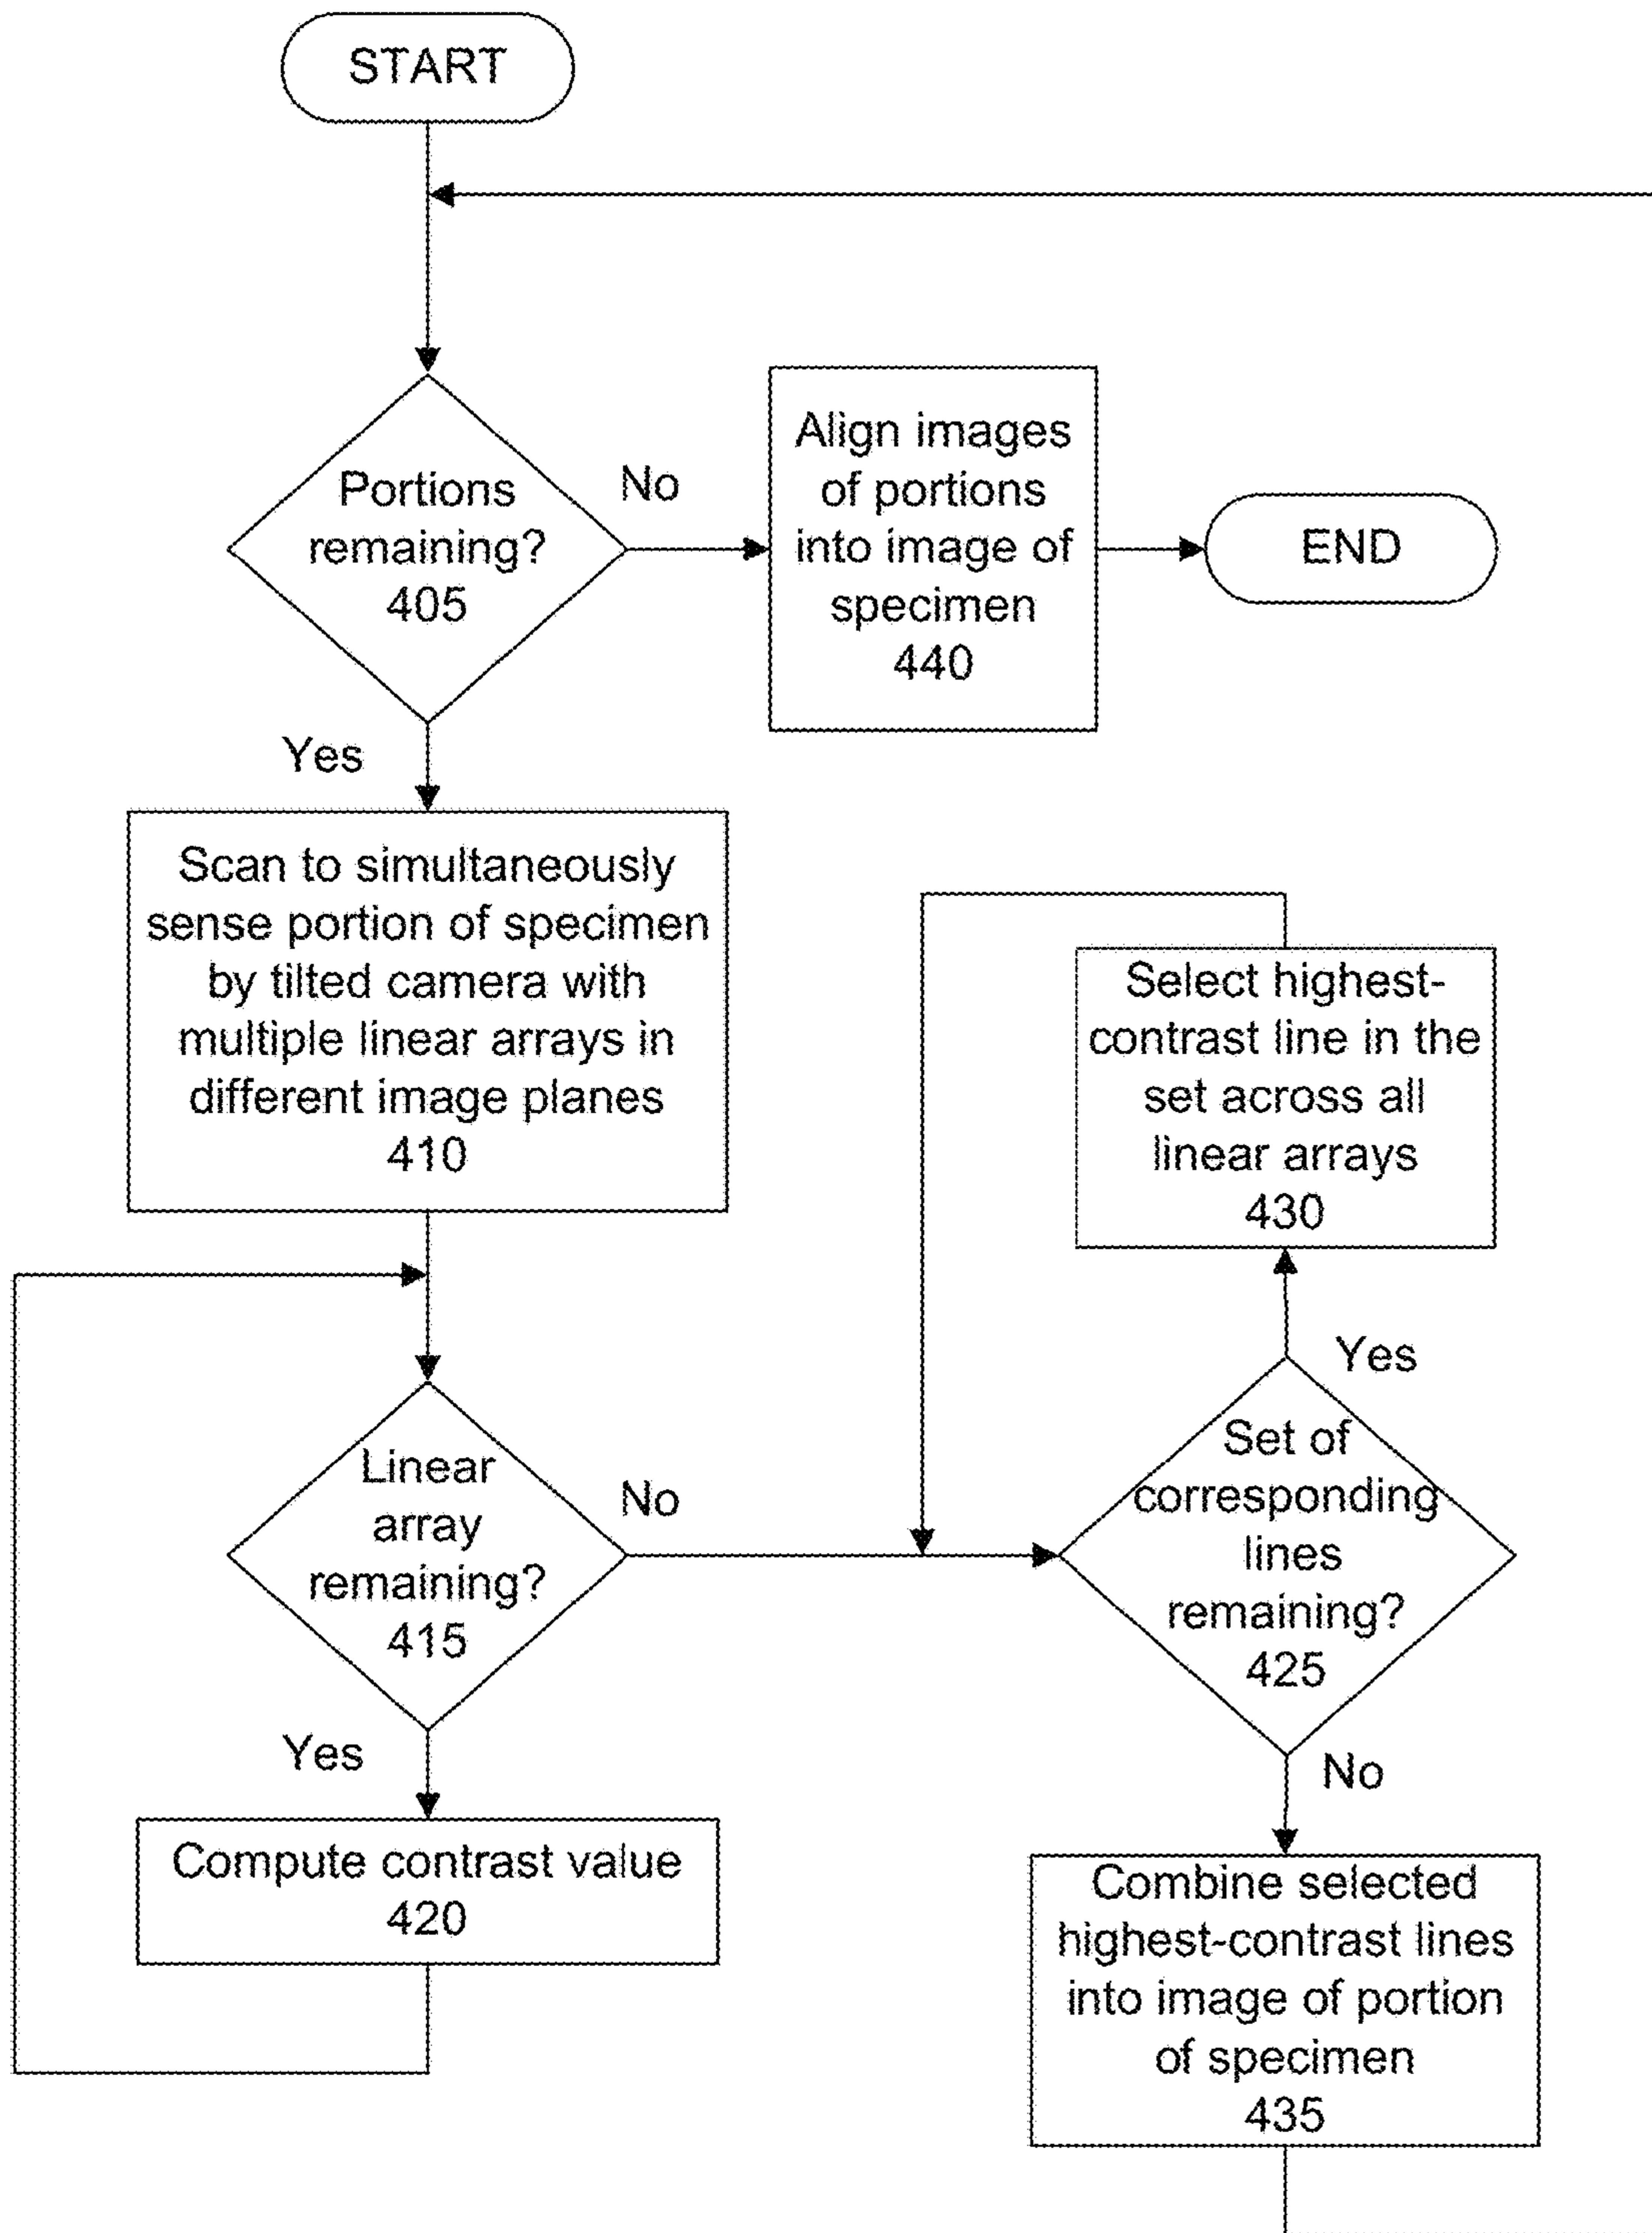 START
Portions
remaining?
405
No
Align images
of portions
into image of
specimen
440
END
Yes
Scan to simultaneously
sense portion of specimen
by tilted camera with
multiple linear arrays in
different image planes
410
Select highest-
contrast line in the
set across all
linear arrays
430
Yes
Linear
array
remaining?
415
No
Set of
corresponding
lines
remaining?
425
Yes
No
Compute contrast value
420
Combine selected
highest-contrast lines
into image of portion
of specimen
435